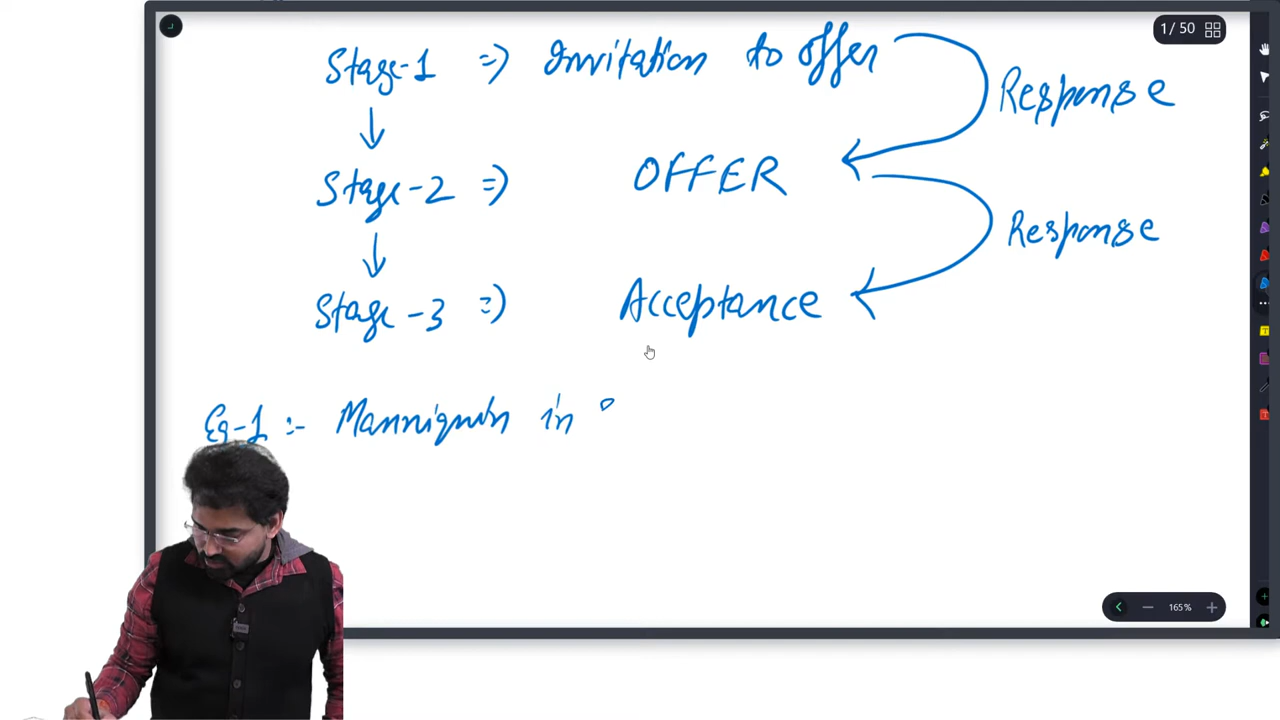 1 / 50
Stage-1 => Invitation to offer
Response
Stage-2 => OFFER
Response
Stage-3 => Acceptance
Eg-1 :- Manniquin in
165%